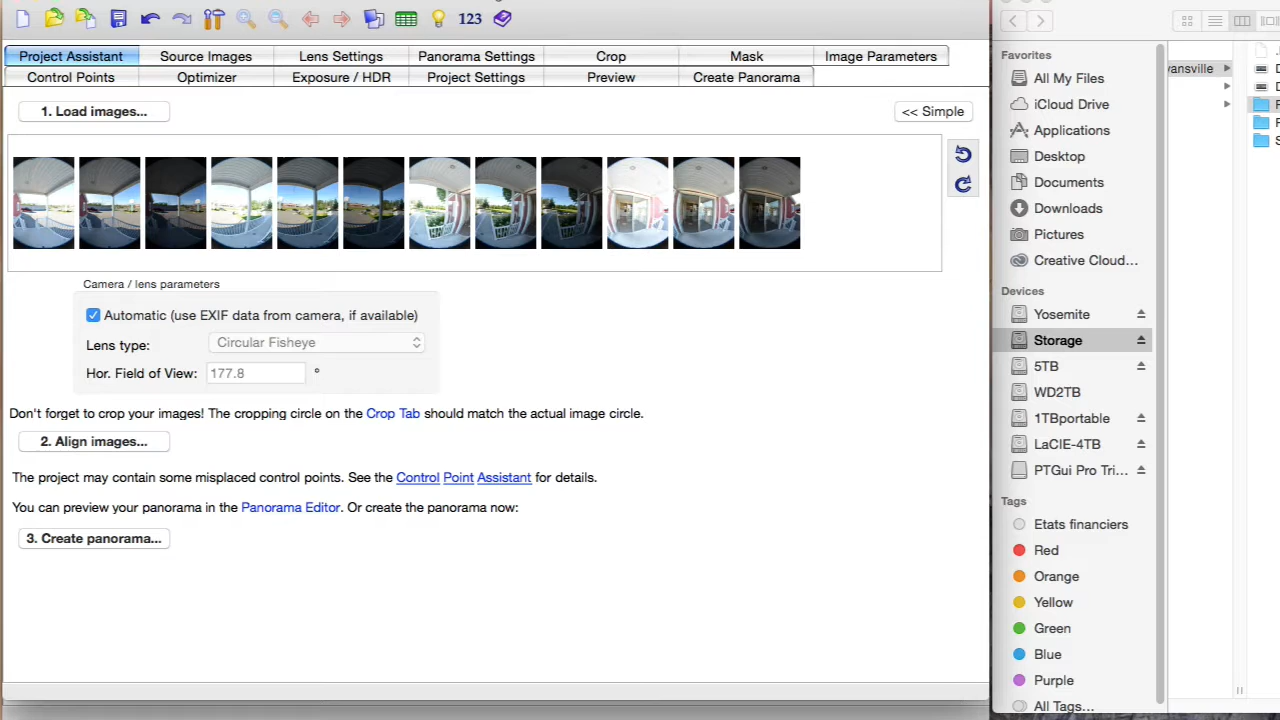 123
Project Assistant Source Images Lens Settings Panorama Settings Crop Mask Image Parameters
Control Points Optimizer Exposure / HDR Project Settings Preview Create Panorama
1. Load images...
<< Simple
Camera / lens parameters
Automatic (use EXIF data from camera, if available)
Lens type: Circular Fisheye
Hor. Field of View: 177.8 °
Don't forget to crop your images! The cropping circle on the Crop Tab should match the actual image circle.
2. Align images...
The project may contain some misplaced control points. See the Control Point Assistant for details.
You can preview your panorama in the Panorama Editor. Or create the panorama now:
3. Create panorama...
Favorites
All My Files
iCloud Drive
Applications
Desktop
Documents
Downloads
Pictures
Creative Cloud...
Devices
Yosemite
Storage
5TB
WD2TB
1TBportable
LaCIE-4TB
PTGui Pro Tri...
Tags
Etats financiers
Red
Orange
Yellow
Green
Blue
Purple
All Tags...
vansville